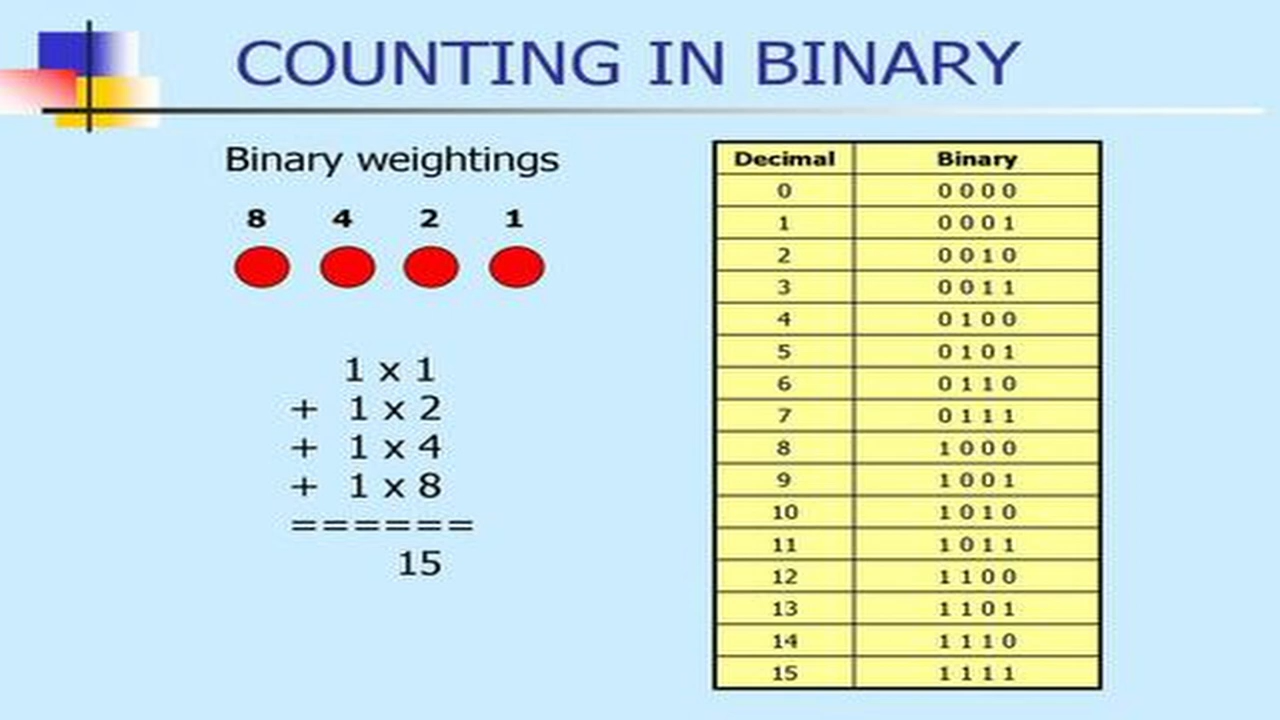 COUNTING IN BINARY
Binary weightings
8 4 2 1
1 x 1
+ 1 x 2
+ 1 x 4
+ 1 x 8
======
15
Decimal Binary
0 0 0 0 0
1 0 0 0 1
2 0 0 1 0
3 0 0 1 1
4 0 1 0 0
5 0 1 0 1
6 0 1 1 0
7 0 1 1 1
8 1 0 0 0
9 1 0 0 1
10 1 0 1 0
11 1 0 1 1
12 1 1 0 0
13 1 1 0 1
14 1 1 1 0
15 1 1 1 1